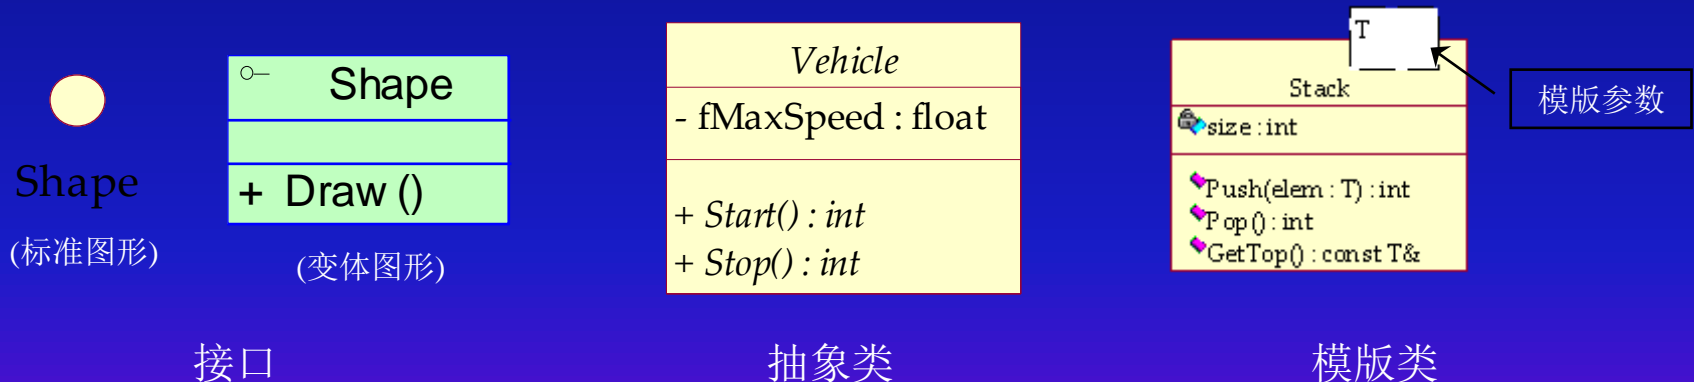 Shape
(标准图形)
Shape
+ Draw ()
(变体图形)
接口
Vehicle
- fMaxSpeed : float
+ Start() : int
+ Stop() : int
抽象类
T
Stack
size : int
Push(elem : T) : int
Pop() : int
GetTop() : const T&
模版参数
模版类